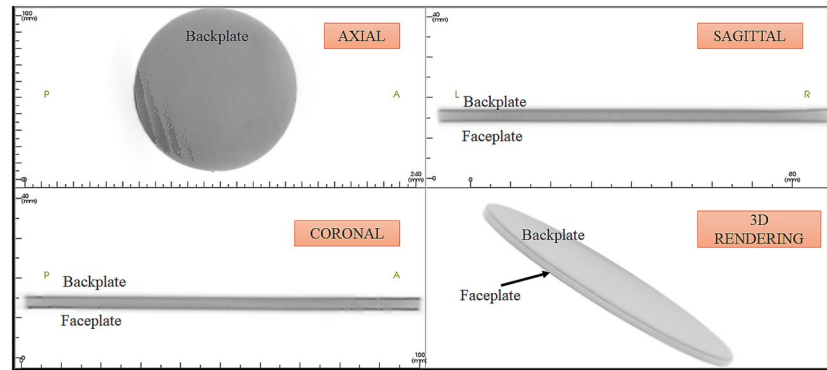 100
(mm)
Backplate
AXIAL
P
A
0
240
(mm)
40
(mm)
SAGITTAL
L
R
Backplate
Faceplate
0
0
80
(mm)
40
(mm)
CORONAL
P
A
Backplate
Faceplate
0
100
(mm)
3D
RENDERING
Backplate
Faceplate